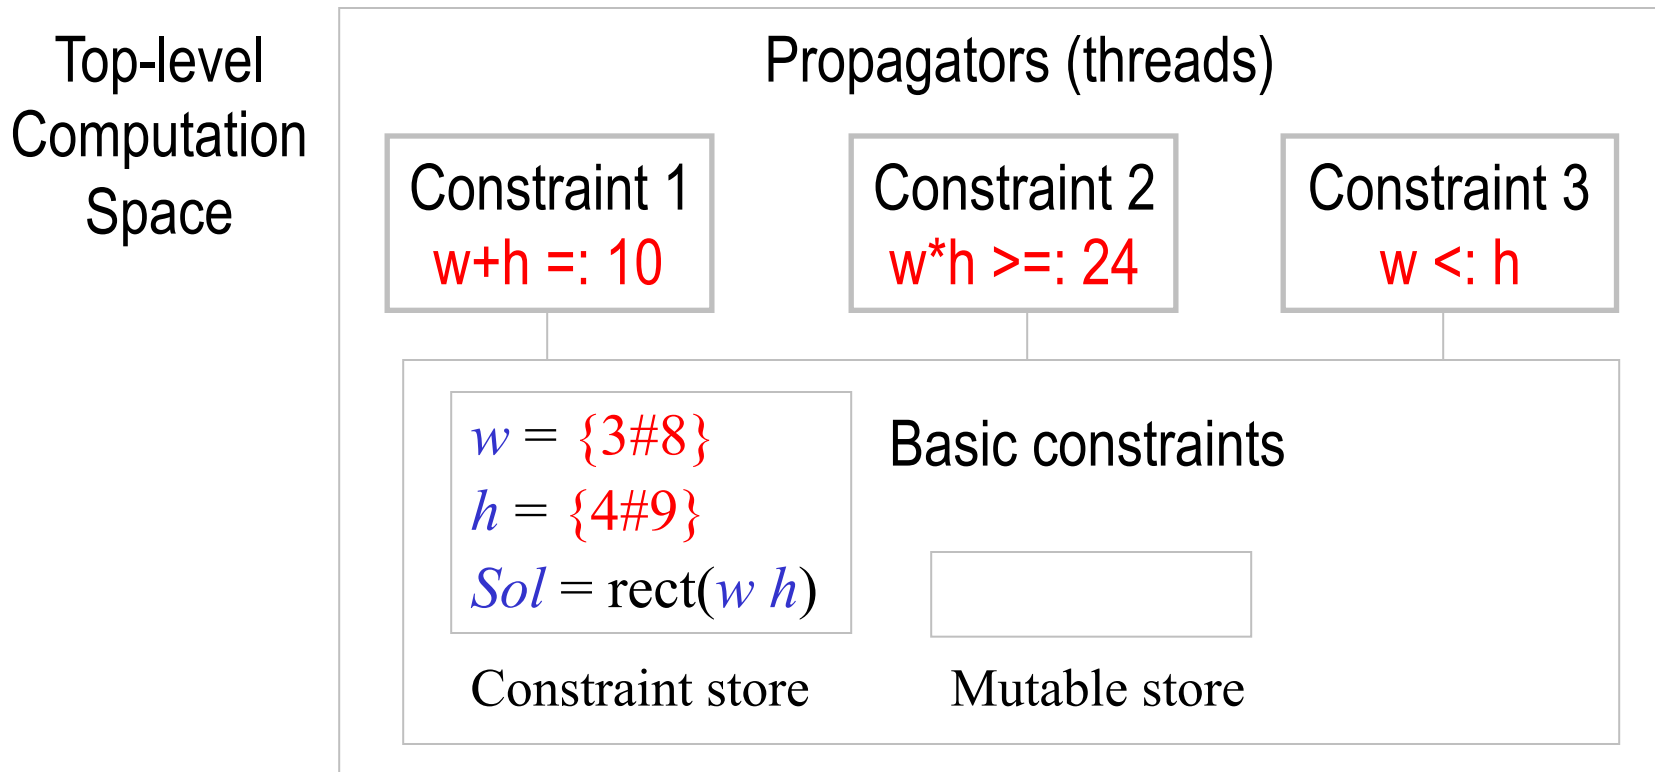 Top-level
Computation
Space
Propagators (threads)
Constraint 1
w+h =: 10
Constraint 2
w*h >=: 24
Constraint 3
w <: h
w = {3#8}
h = {4#9}
Sol = rect(w h)
Constraint store
Basic constraints
Mutable store